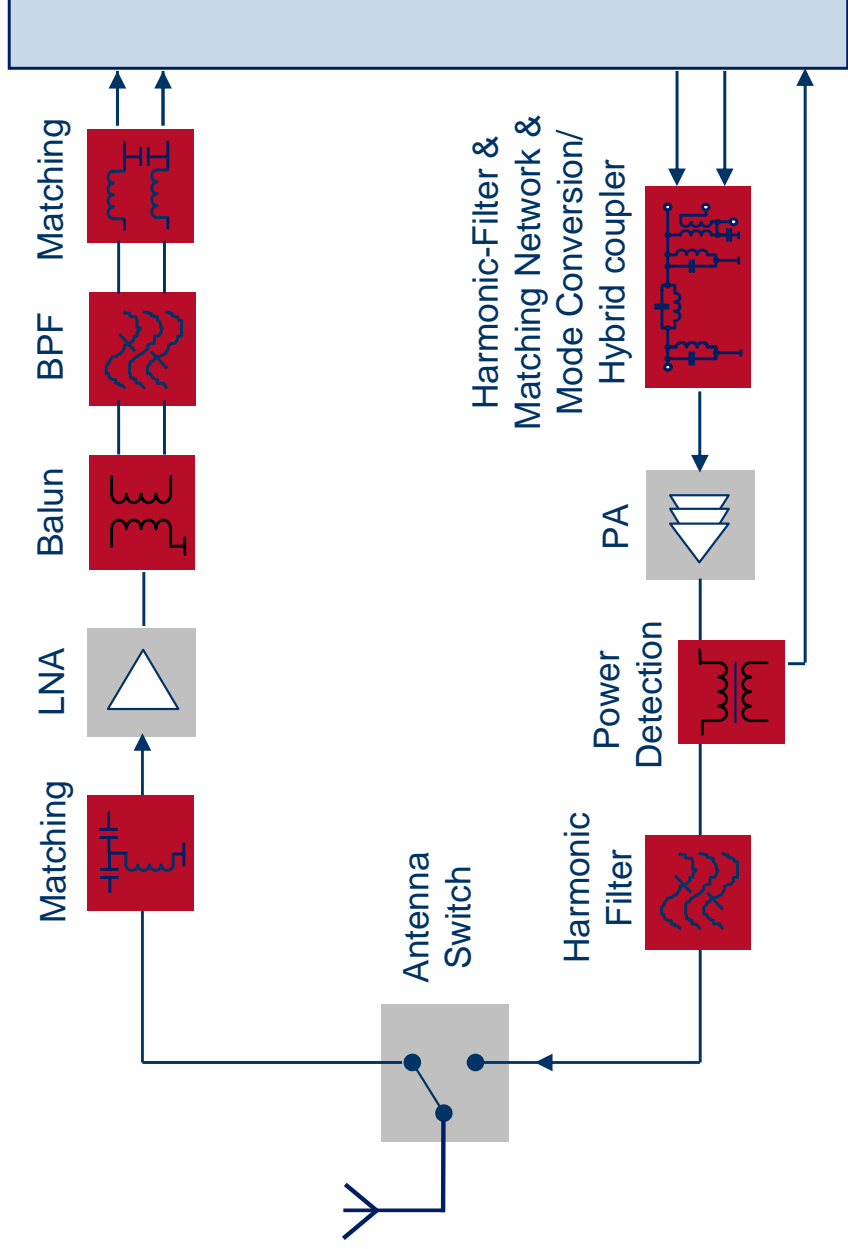 Matching
LNA
Balun
BPF
Matching
Antenna
Switch
Harmonic
Filter
Power
Detection
PA
Harmonic-Filter &
Matching Network &
Mode Conversion/
Hybrid coupler